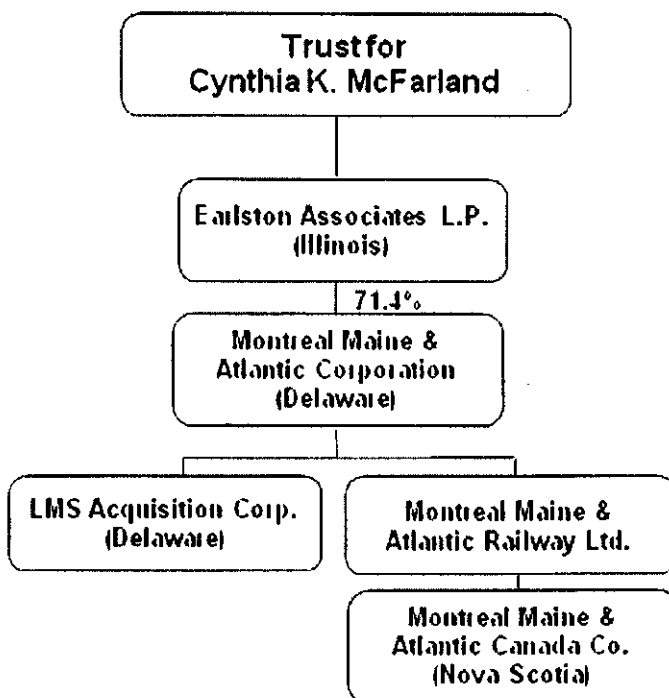 Trust for
Cynthia K. McFarland
Earlston Associates L.P.
(Illinois)
71.4%
Montreal Maine &
Atlantic Corporation
(Delaware)
LMS Acquisition Corp.
(Delaware)
Montreal Maine &
Atlantic Railway Ltd.
Montreal Maine &
Atlantic Canada Co.
(Nova Scotia)